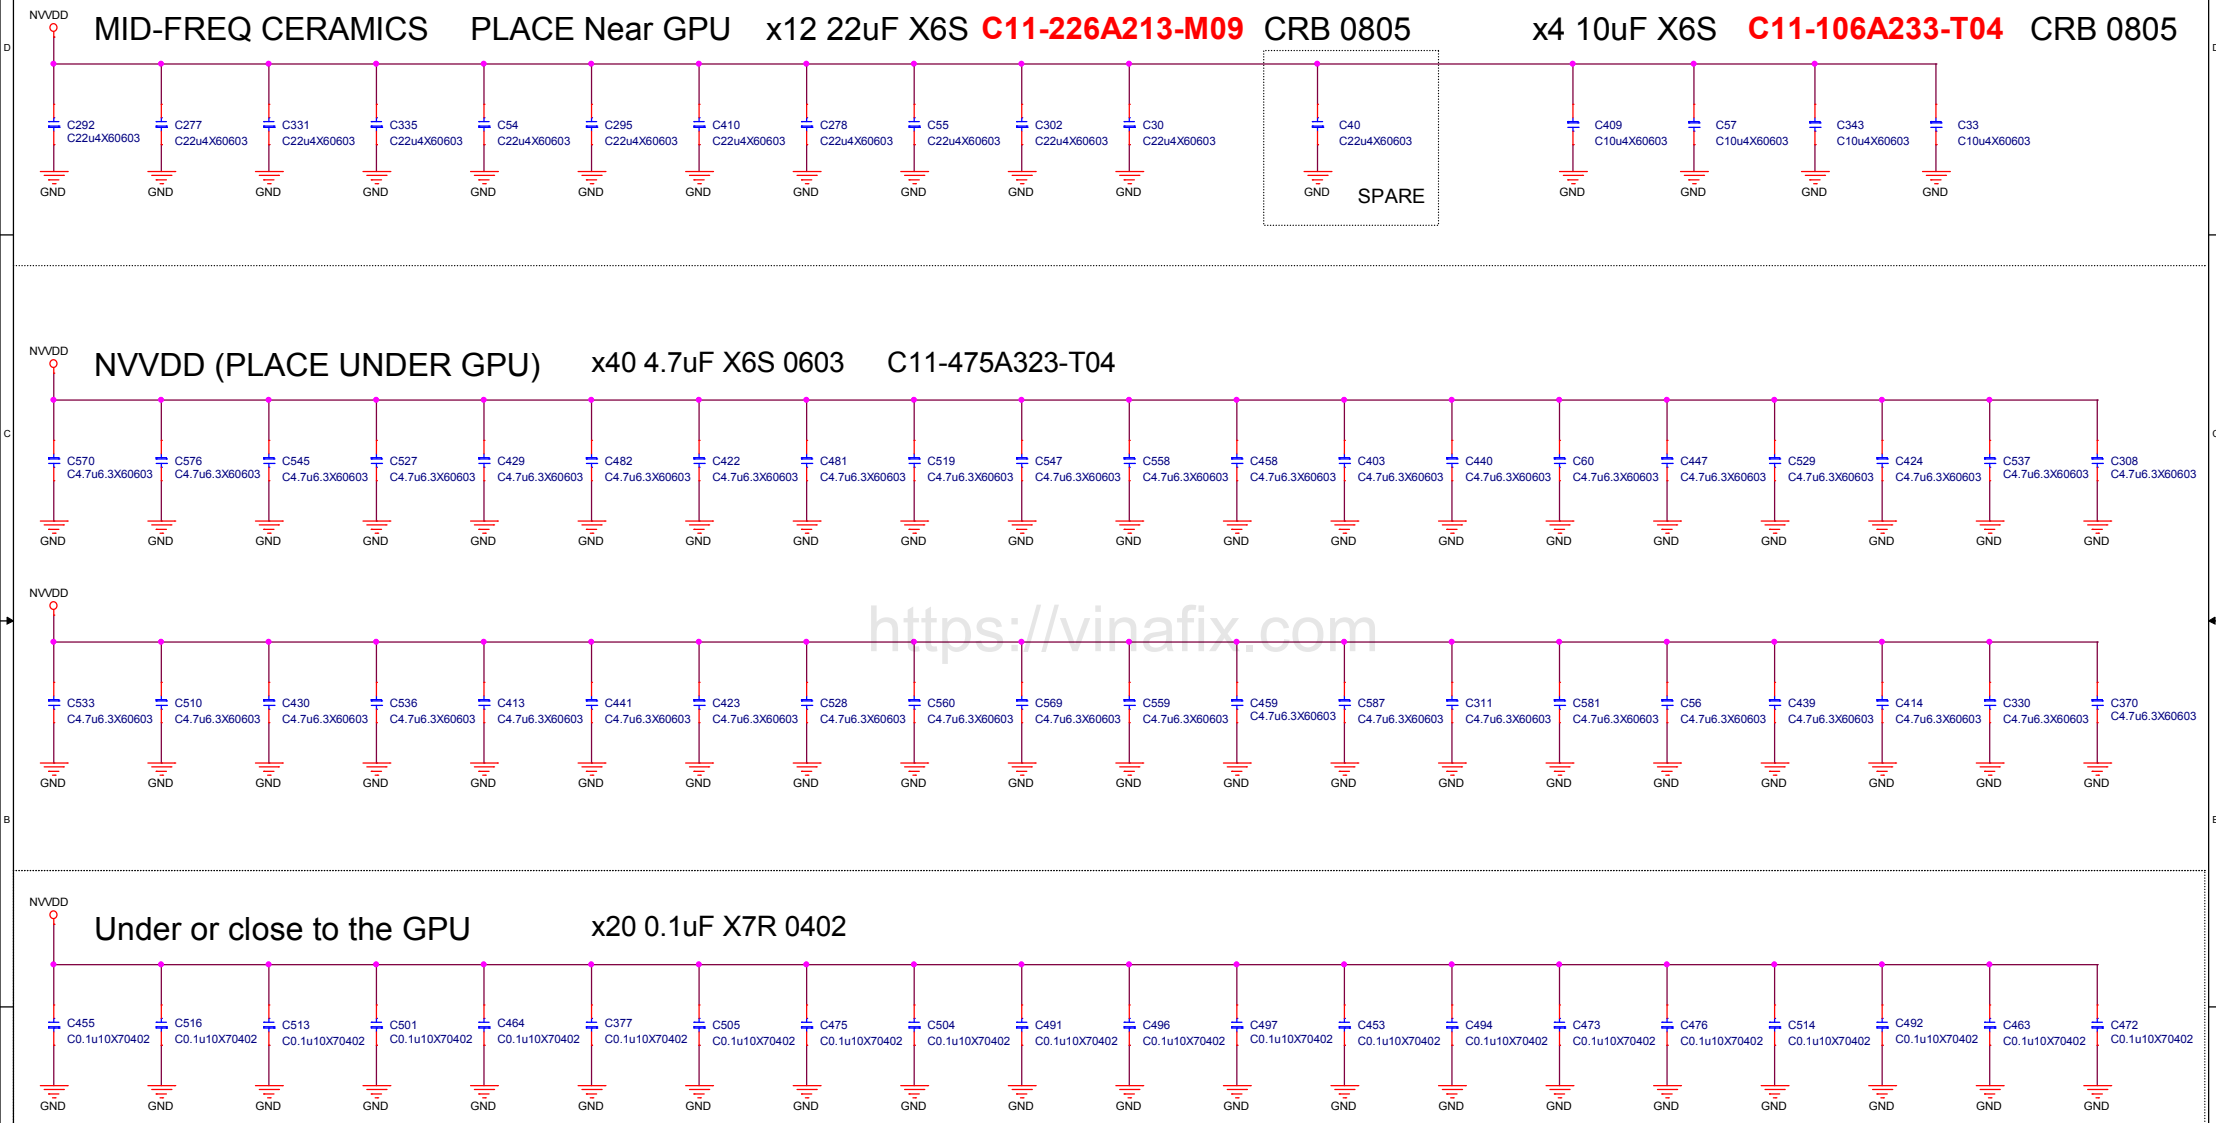 NVVDD
MID-FREQ CERAMICS PLACE Near GPU x12 22uF X6S C11-226A213-M09 CRB 0805 x4 10uF X6S C11-106A233-T04 CRB 0805
D
C292 C277 C331 C335 C54 C295 C410 C278 C55 C302 C30 C40 C409 C57 C343 C33
C22u4X60603 C22u4X60603 C22u4X60603 C22u4X60603 C22u4X60603 C22u4X60603 C22u4X60603 C22u4X60603 C22u4X60603 C22u4X60603 C22u4X60603 C22u4X60603 C10u4X60603 C10u4X60603 C10u4X60603 C10u4X60603
GND GND GND GND GND GND GND GND GND GND GND GND GND GND GND GND
SPARE
NVVDD
NVVDD (PLACE UNDER GPU) x40 4.7uF X6S 0603 C11-475A323-T04
C
C570 C576 C545 C527 C429 C482 C422 C481 C519 C547 C558 C458 C403 C440 C60 C447 C529 C424 C537 C308
C4.7u6.3X60603 C4.7u6.3X60603 C4.7u6.3X60603 C4.7u6.3X60603 C4.7u6.3X60603 C4.7u6.3X60603 C4.7u6.3X60603 C4.7u6.3X60603 C4.7u6.3X60603 C4.7u6.3X60603 C4.7u6.3X60603 C4.7u6.3X60603 C4.7u6.3X60603 C4.7u6.3X60603 C4.7u6.3X60603 C4.7u6.3X60603 C4.7u6.3X60603 C4.7u6.3X60603 C4.7u6.3X60603 C4.7u6.3X60603
GND GND GND GND GND GND GND GND GND GND GND GND GND GND GND GND GND GND GND GND
NVVDD
https://vinafix.com
C533 C510 C430 C536 C413 C441 C423 C528 C560 C569 C559 C459 C587 C311 C581 C56 C439 C414 C330 C370
C4.7u6.3X60603 C4.7u6.3X60603 C4.7u6.3X60603 C4.7u6.3X60603 C4.7u6.3X60603 C4.7u6.3X60603 C4.7u6.3X60603 C4.7u6.3X60603 C4.7u6.3X60603 C4.7u6.3X60603 C4.7u6.3X60603 C4.7u6.3X60603 C4.7u6.3X60603 C4.7u6.3X60603 C4.7u6.3X60603 C4.7u6.3X60603 C4.7u6.3X60603 C4.7u6.3X60603 C4.7u6.3X60603 C4.7u6.3X60603
GND GND GND GND GND GND GND GND GND GND GND GND GND GND GND GND GND GND GND GND
B
NVVDD
Under or close to the GPU x20 0.1uF X7R 0402
C455 C516 C513 C501 C464 C377 C505 C475 C504 C491 C496 C497 C453 C494 C473 C476 C514 C492 C463 C472
C0.1u10X70402 C0.1u10X70402 C0.1u10X70402 C0.1u10X70402 C0.1u10X70402 C0.1u10X70402 C0.1u10X70402 C0.1u10X70402 C0.1u10X70402 C0.1u10X70402 C0.1u10X70402 C0.1u10X70402 C0.1u10X70402 C0.1u10X70402 C0.1u10X70402 C0.1u10X70402 C0.1u10X70402 C0.1u10X70402 C0.1u10X70402 C0.1u10X70402
GND GND GND GND GND GND GND GND GND GND GND GND GND GND GND GND GND GND GND GND